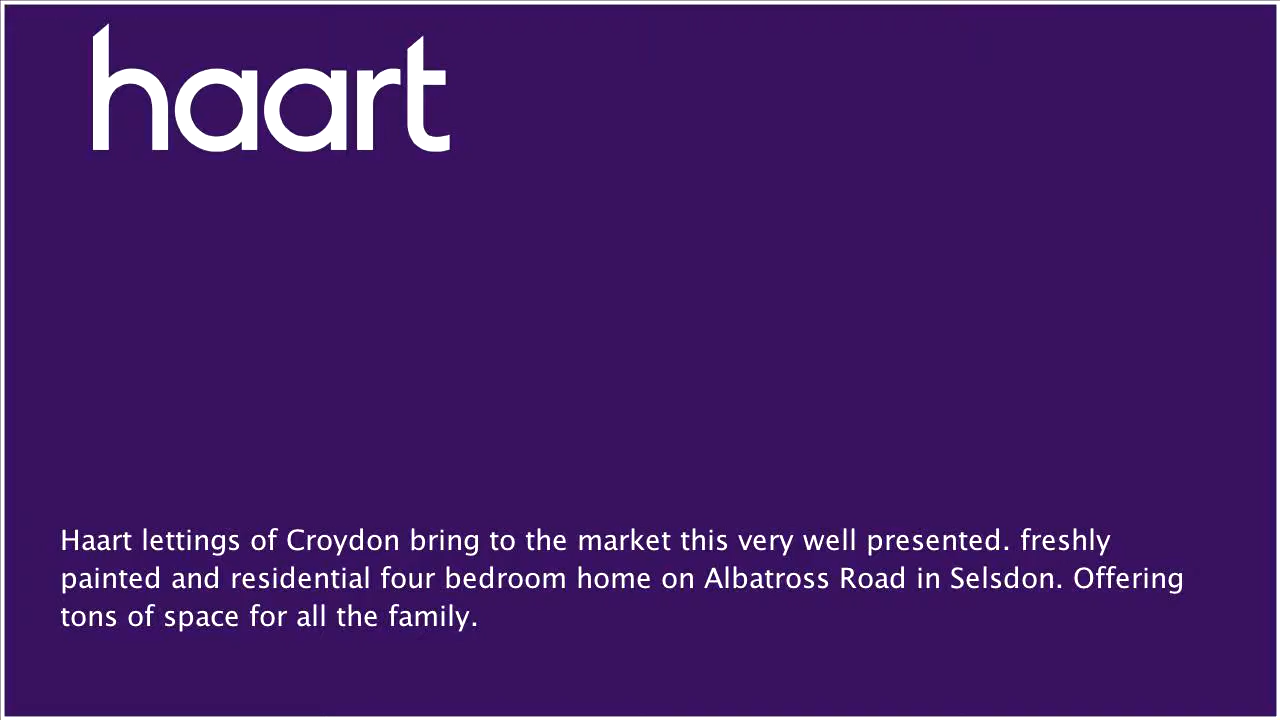 haart
Haart lettings of Croydon bring to the market this very well presented. freshly
painted and residential four bedroom home on Albatross Road in Selsdon. Offering
tons of space for all the family.